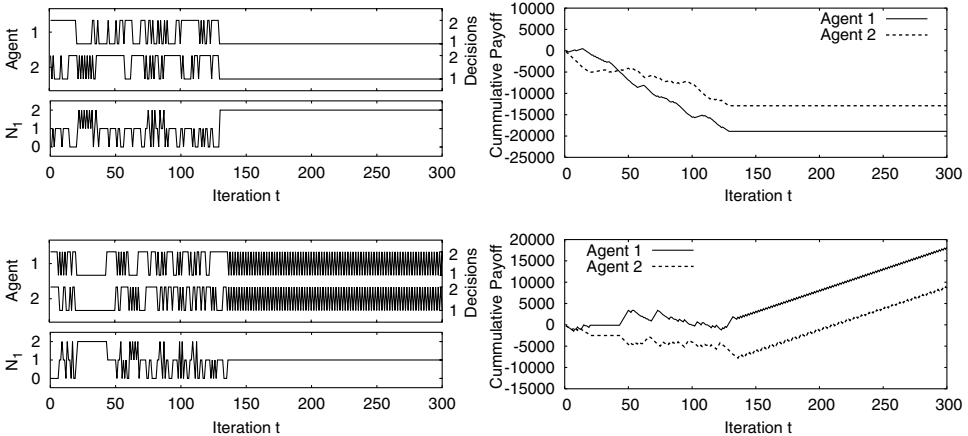 Agent
1
2
2
1
2
1
Decisions
N1
2
1
0
0 50 100 150 200 250 300
Iteration t
Cummulative Payoff
10000
5000
0
-5000
-10000
-15000
-20000
-25000
Agent 1
Agent 2
0 50 100 150 200 250 300
Iteration t
Agent
1
2
2
1
2
1
Decisions
N1
2
1
0
0 50 100 150 200 250 300
Iteration t
Cummulative Payoff
20000
15000
10000
5000
0
-5000
-10000
-15000
Agent 1
Agent 2
0 50 100 150 200 250 300
Iteration t